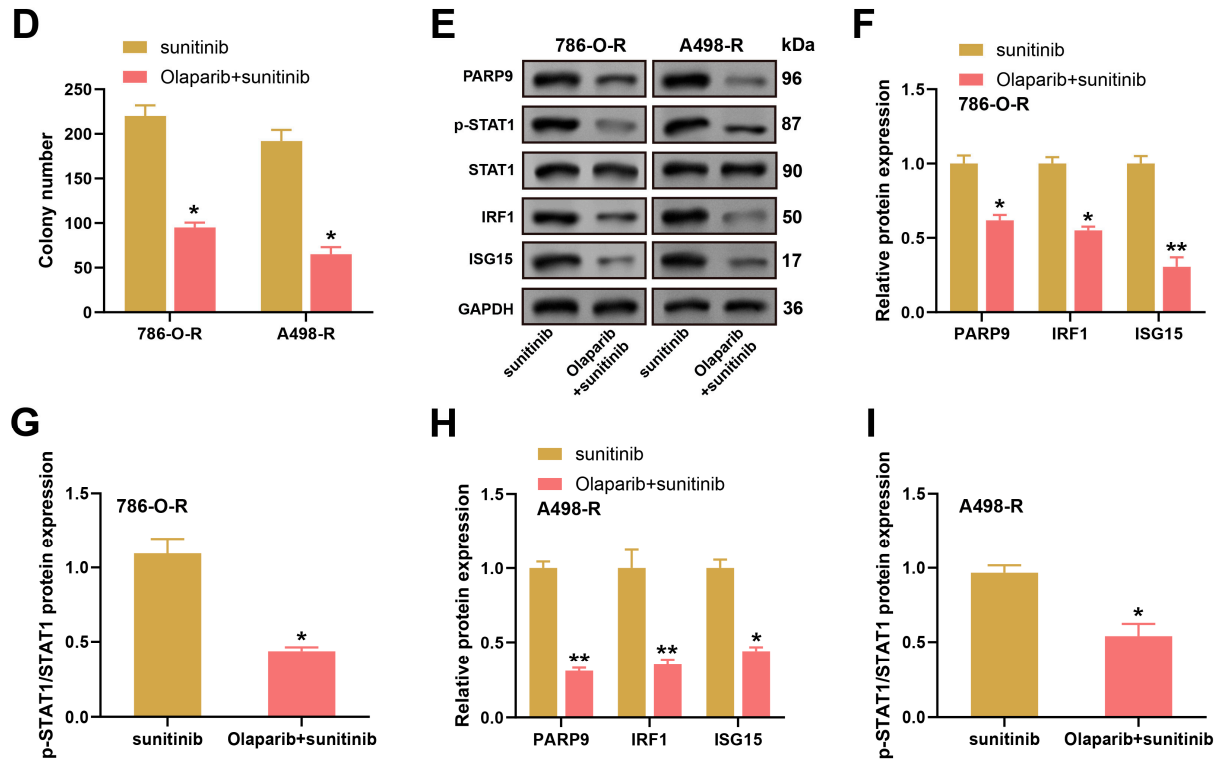 D
sunitinib
Olaparib+sunitinib
Colony number
250
200
150
100
50
0
*
*
786-O-R
A498-R
E
786-O-R
A498-R
kDa
PARP9
96
p-STAT1
87
STAT1
90
IRF1
50
ISG15
17
GAPDH
36
sunitinib
Olaparib
+sunitinib
sunitinib
Olaparib
+sunitinib
F
sunitinib
Olaparib+sunitinib
786-O-R
Relative protein expression
1.5
1.0
0.5
0.0
*
*
**
PARP9
IRF1
ISG15
G
786-O-R
p-STAT1/STAT1 protein expression
1.5
1.0
0.5
0.0
*
sunitinib
Olaparib+sunitinib
H
sunitinib
Olaparib+sunitinib
A498-R
Relative protein expression
1.5
1.0
0.5
0.0
**
**
*
PARP9
IRF1
ISG15
I
A498-R
p-STAT1/STAT1 protein expression
1.5
1.0
0.5
0.0
*
sunitinib
Olaparib+sunitinib